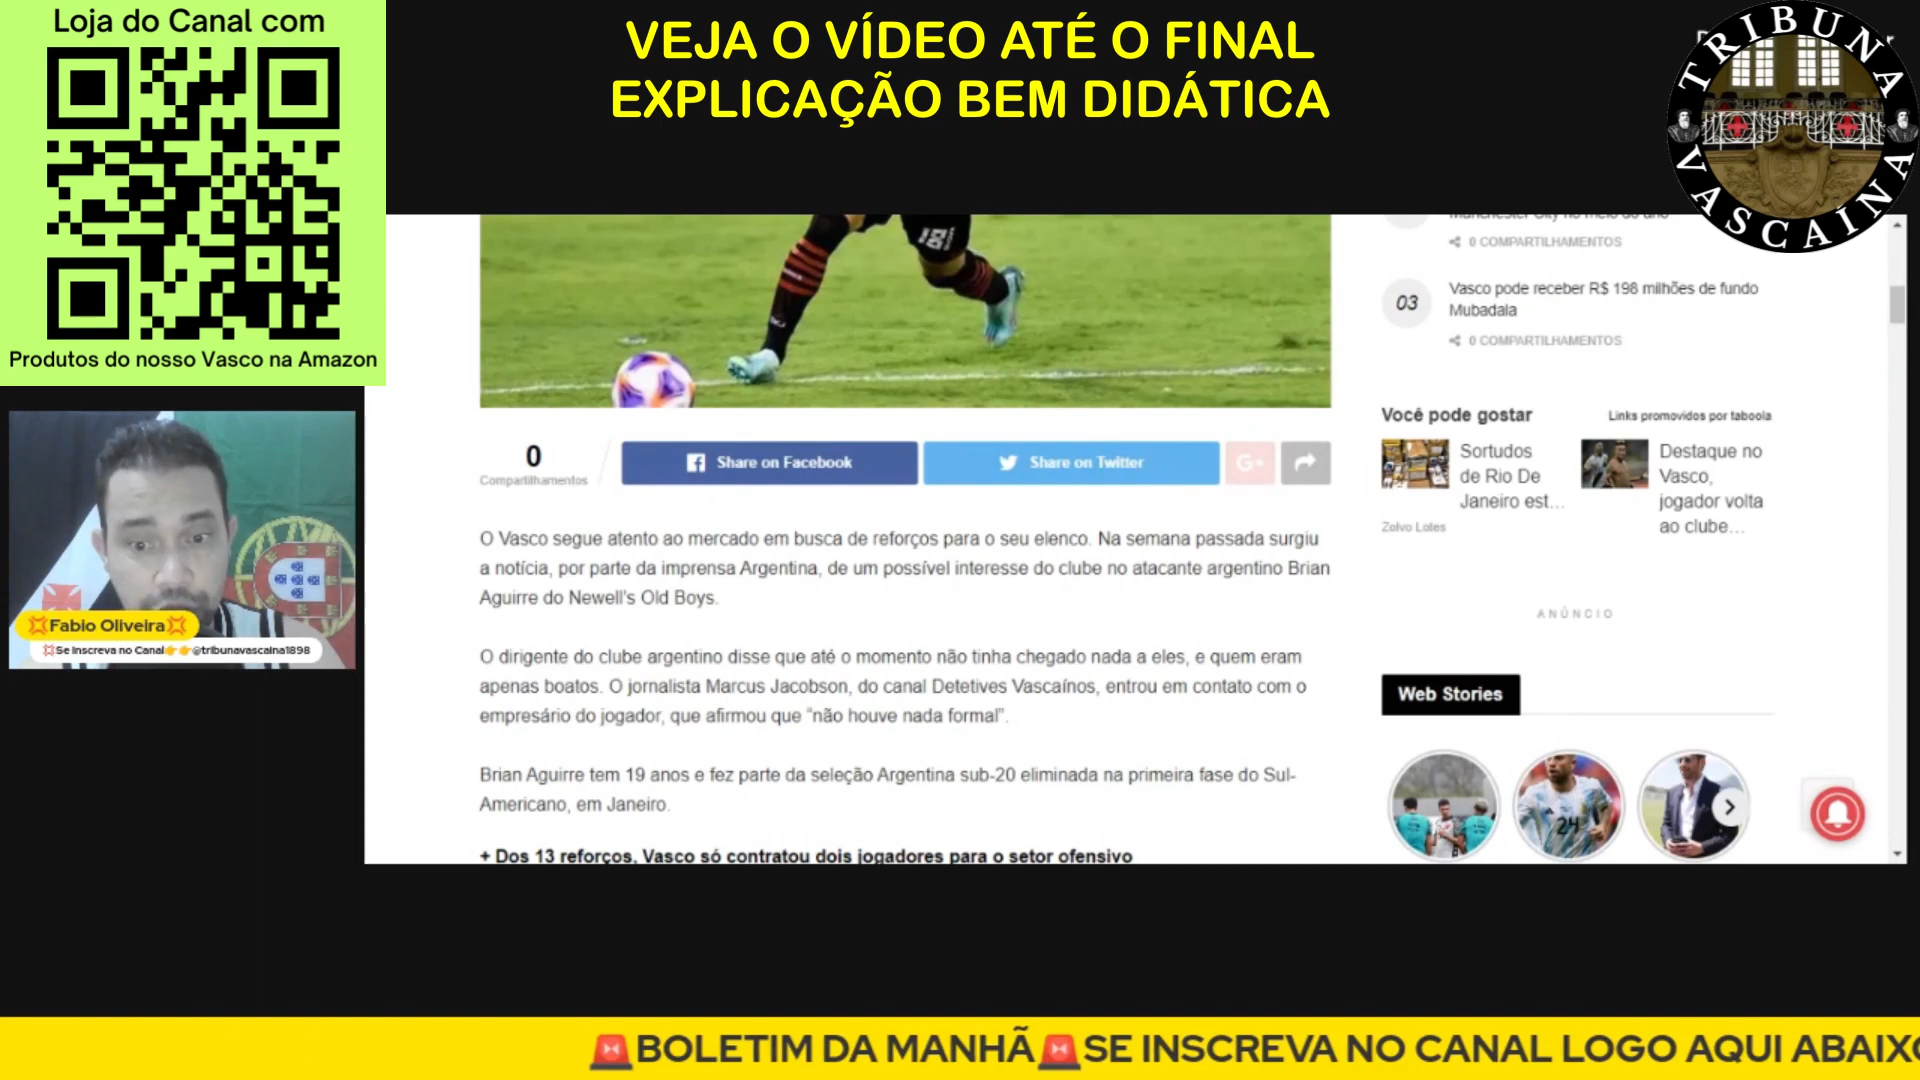 Loja do Canal com
Produtos do nosso Vasco na Amazon
VEJA O VÍDEO ATÉ O FINAL
EXPLICAÇÃO BEM DIDÁTICA
TRIBUNA VASCAÍNA
Fabio Oliveira
Se Inscreva no Canal @tribunavascaina1898
0
Compartilhamentos
Share on Facebook
Share on Twitter
G+
O Vasco segue atento ao mercado em busca de reforços para o seu elenco. Na semana passada surgiu
a notícia, por parte da imprensa Argentina, de um possível interesse do clube no atacante argentino Brian
Aguirre do Newell's Old Boys.
O dirigente do clube argentino disse que até o momento não tinha chegado nada a eles, e quem eram
apenas boatos. O jornalista Marcus Jacobson, do canal Detetives Vascaínos, entrou em contato com o
empresário do jogador, que afirmou que “não houve nada formal”.
Brian Aguirre tem 19 anos e fez parte da seleção Argentina sub-20 eliminada na primeira fase do Sul-
Americano, em Janeiro.
+ Dos 13 reforços, Vasco só contratou dois jogadores para o setor ofensivo
Manchester City no meio do ano
0 COMPARTILHAMENTOS
03
Vasco pode receber R$ 198 milhões de fundo
Mubadala
0 COMPARTILHAMENTOS
Você pode gostar
Links promovidos por taboola
Sortudos
de Rio De
Janeiro est...
Zolvo Lotes
Destaque no
Vasco,
jogador volta
ao clube...
ANÚNCIO
Web Stories
24
BOLETIM DA MANHÃ SE INSCREVA NO CANAL LOGO AQUI ABAIXO